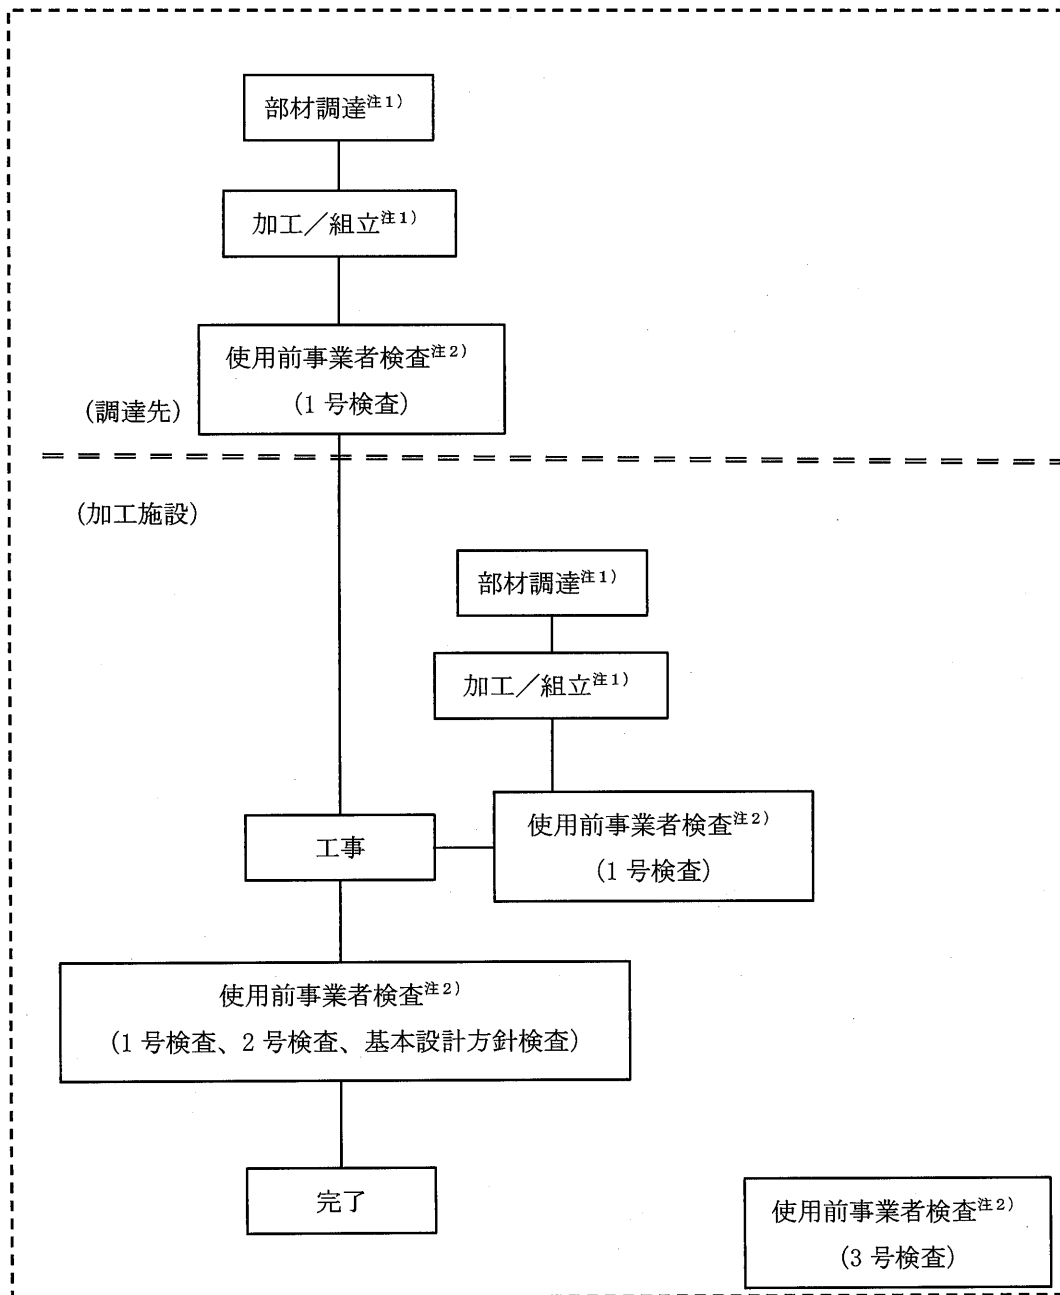 部材調達注1)
加工／組立注1)
使用前事業者検査注2)
(1 号検査)
(調達先)
(加工施設)
部材調達注1)
加工／組立注1)
使用前事業者検査注2)
(1 号検査)
工事
使用前事業者検査注2)
(1 号検査、2 号検査、基本設計方針検査)
完了
使用前事業者検査注2)
(3 号検査)